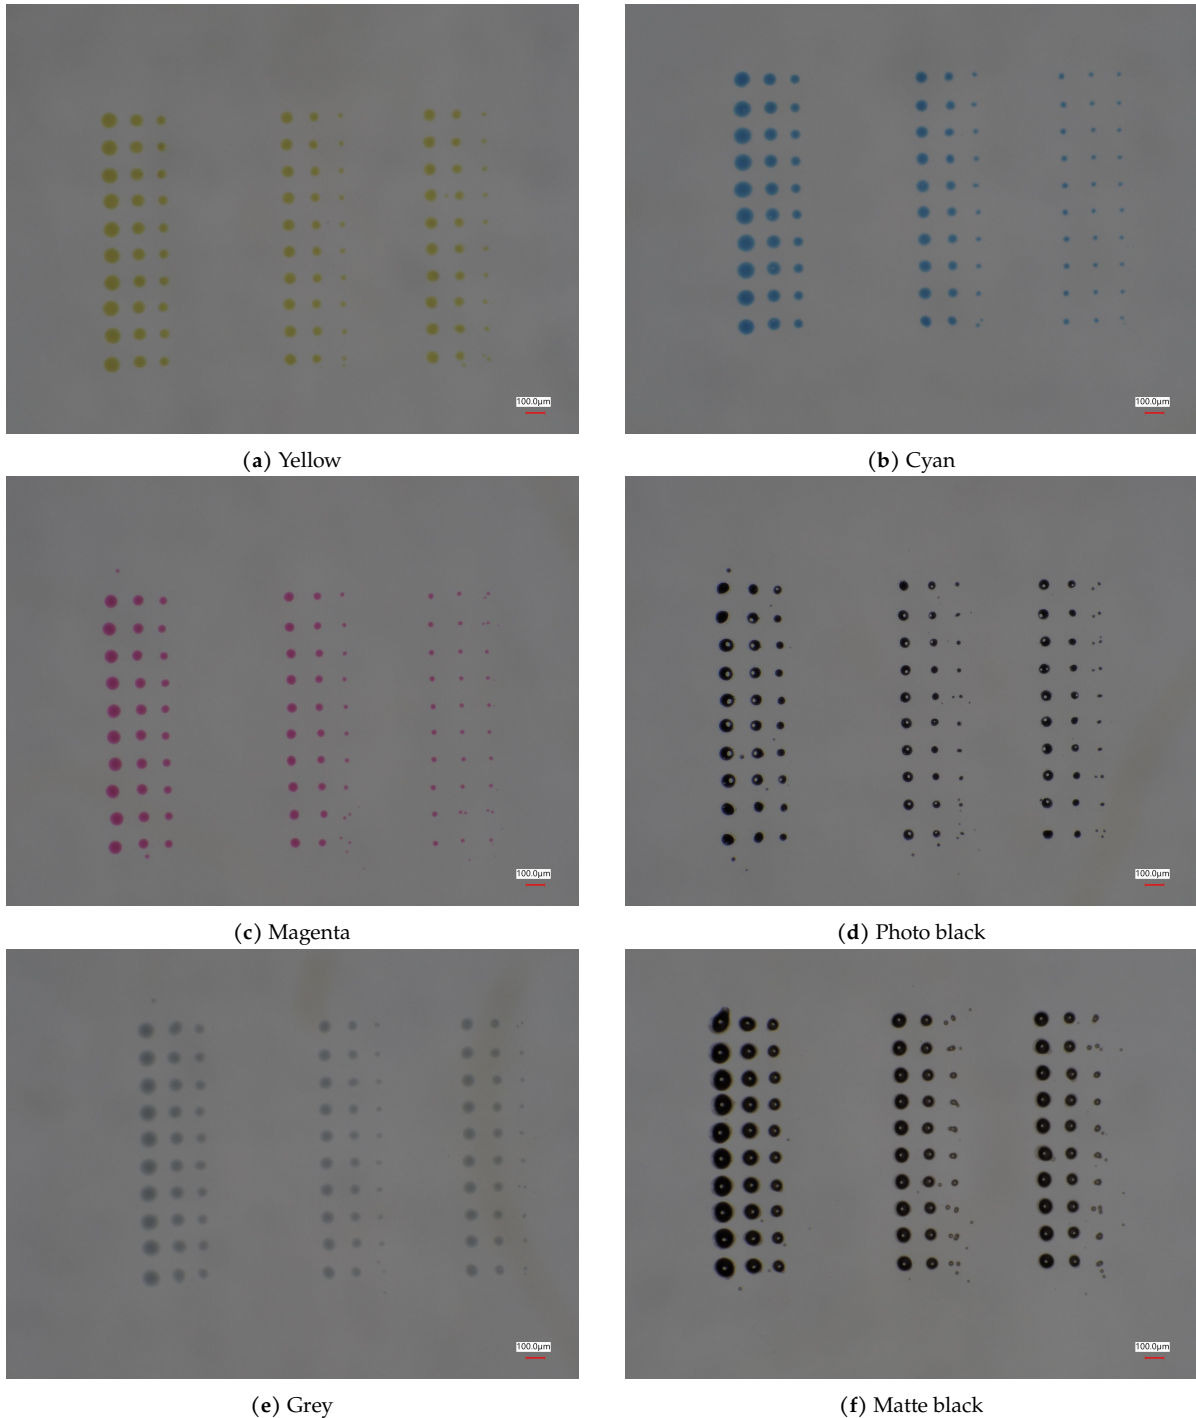 100.0μm
100.0μm
(a) Yellow
(b) Cyan
100.0μm
100.0μm
(c) Magenta
(d) Photo black
100.0μm
100.0μm
(e) Grey
(f) Matte black